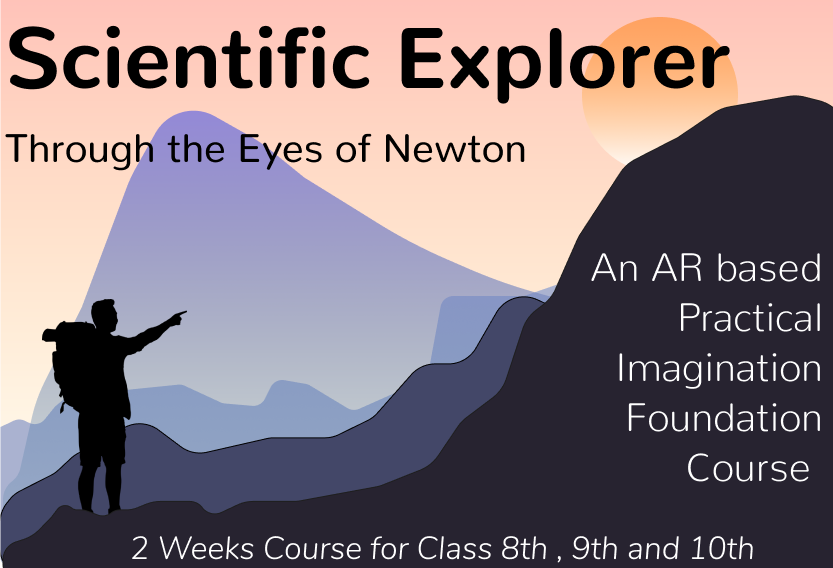 Scientific Explorer
Through the Eyes of Newton
An AR based
Practical
Imagination
Foundation
Course
2 Weeks Course for Class 8th , 9th and 10th